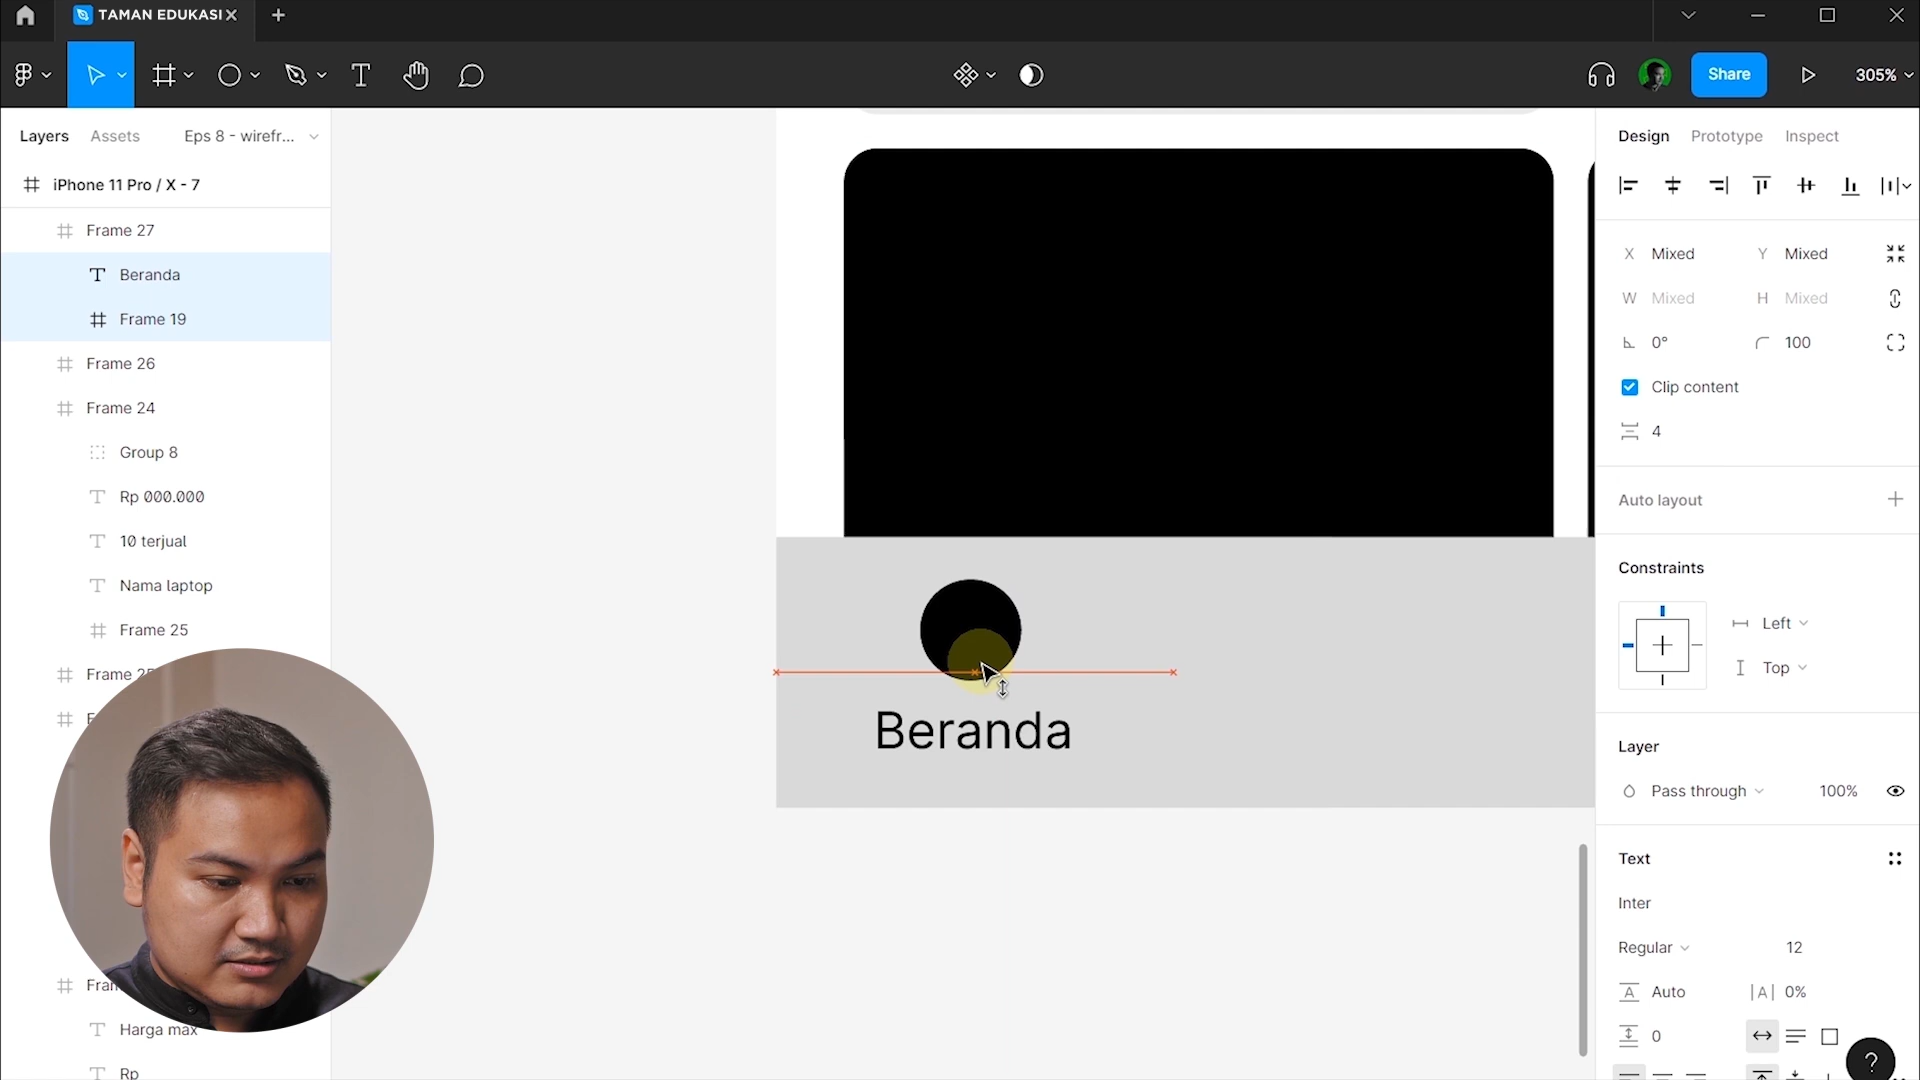 TAMAN EDUKASI
Share
305%
Layers
Assets
Eps 8 - wirefr...
Design
Prototype
Inspect
iPhone 11 Pro / X - 7
Frame 27
Beranda
Frame 19
Frame 26
Frame 24
Group 8
Rp 000.000
10 terjual
Nama laptop
Frame 25
Harga max
Rp
Beranda
X Mixed
Y Mixed
W Mixed
H Mixed
0°
100
Clip content
4
Auto layout
Constraints
Left
Top
Layer
Pass through
100%
Text
Inter
Regular
12
Auto
|A| 0%
0
?